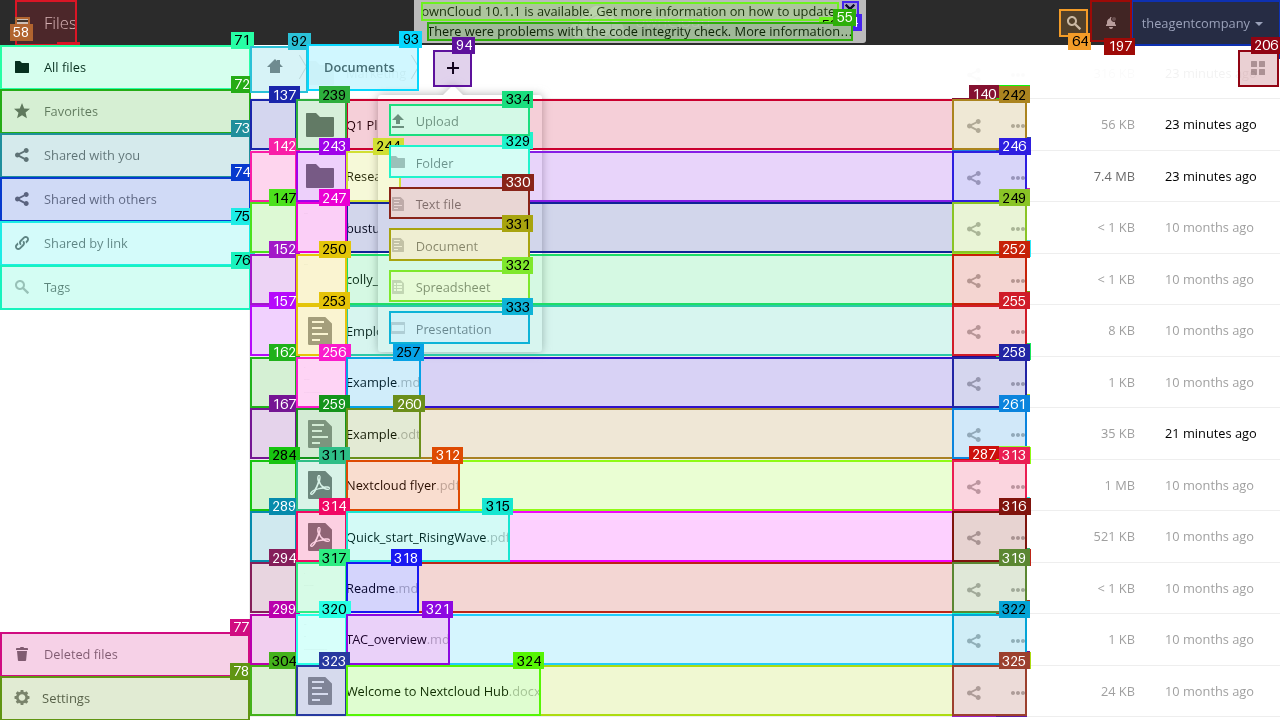 Files
ownCloud 10.1.1 is available. Get more information on how to update
There were problems with the code integrity check. More information…
theagentcompany
58
55
64
197
206
71
92
93
94
All files
Documents
+
23 minutes ago
72
Favorites
137
239
140
242
Q1 Pl
56 KB
23 minutes ago
334
Upload
73
Shared with you
142
243
244
246
Resea
7.4 MB
23 minutes ago
329
Folder
74
Shared with others
147
247
249
< 1 KB
10 months ago
330
Text file
75
Shared by link
152
250
252
colly_
< 1 KB
10 months ago
331
Document
76
Tags
157
253
255
Empl
8 KB
10 months ago
332
Spreadsheet
333
Presentation
162
256
257
258
Example.md
1 KB
10 months ago
167
259
260
261
Example.odt
35 KB
21 minutes ago
284
311
312
287
313
Nextcloud flyer.pdf
1 MB
10 months ago
289
314
315
316
Quick_start_RisingWave.pdf
521 KB
10 months ago
294
317
318
319
Readme.md
< 1 KB
10 months ago
299
320
321
322
TAC_overview.md
1 KB
10 months ago
304
323
324
325
Welcome to Nextcloud Hub.docx
24 KB
10 months ago
77
Deleted files
78
Settings